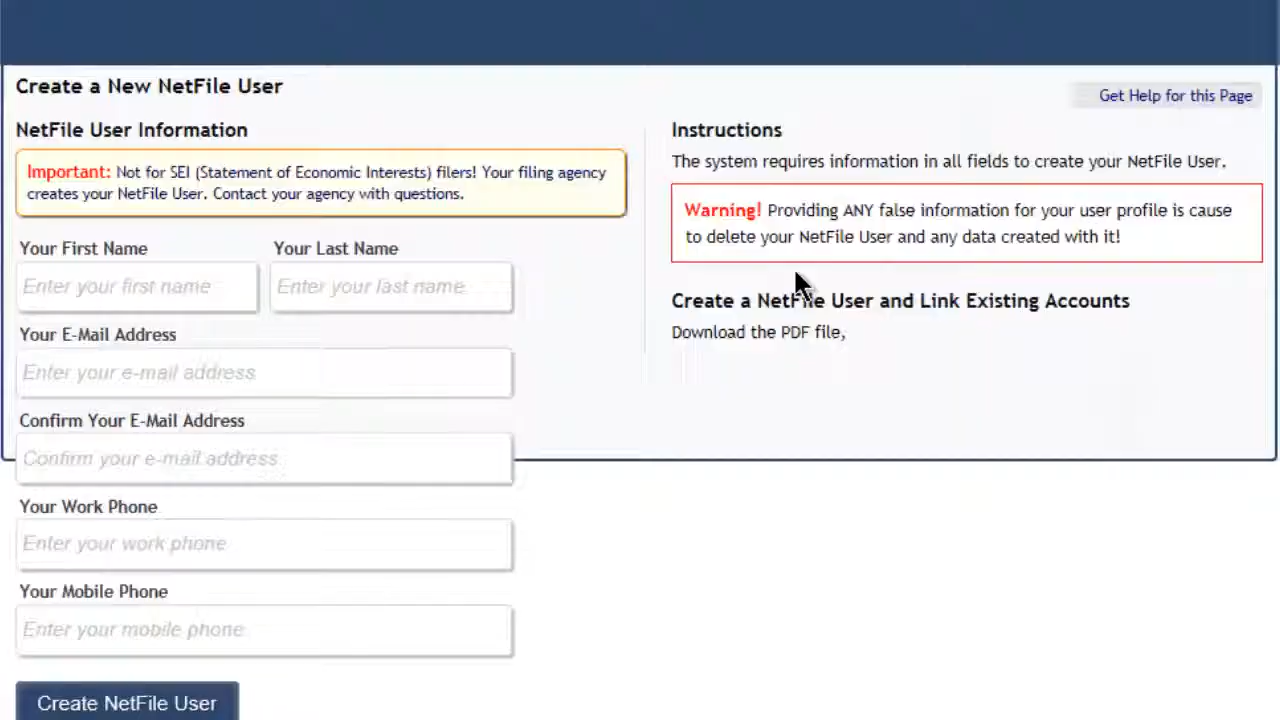 Create a New NetFile User
Get Help for this Page
NetFile User Information
Important: Not for SEI (Statement of Economic Interests) filers! Your filing agency
creates your NetFile User. Contact your agency with questions.
Your First Name
Your Last Name
Enter your first name
Enter your last name
Your E-Mail Address
Enter your e-mail address
Confirm Your E-Mail Address
Confirm your e-mail address
Your Work Phone
Enter your work phone
Your Mobile Phone
Enter your mobile phone
Create NetFile User
Instructions
The system requires information in all fields to create your NetFile User.
Warning! Providing ANY false information for your user profile is cause
to delete your NetFile User and any data created with it!
Create a NetFile User and Link Existing Accounts
Download the PDF file,